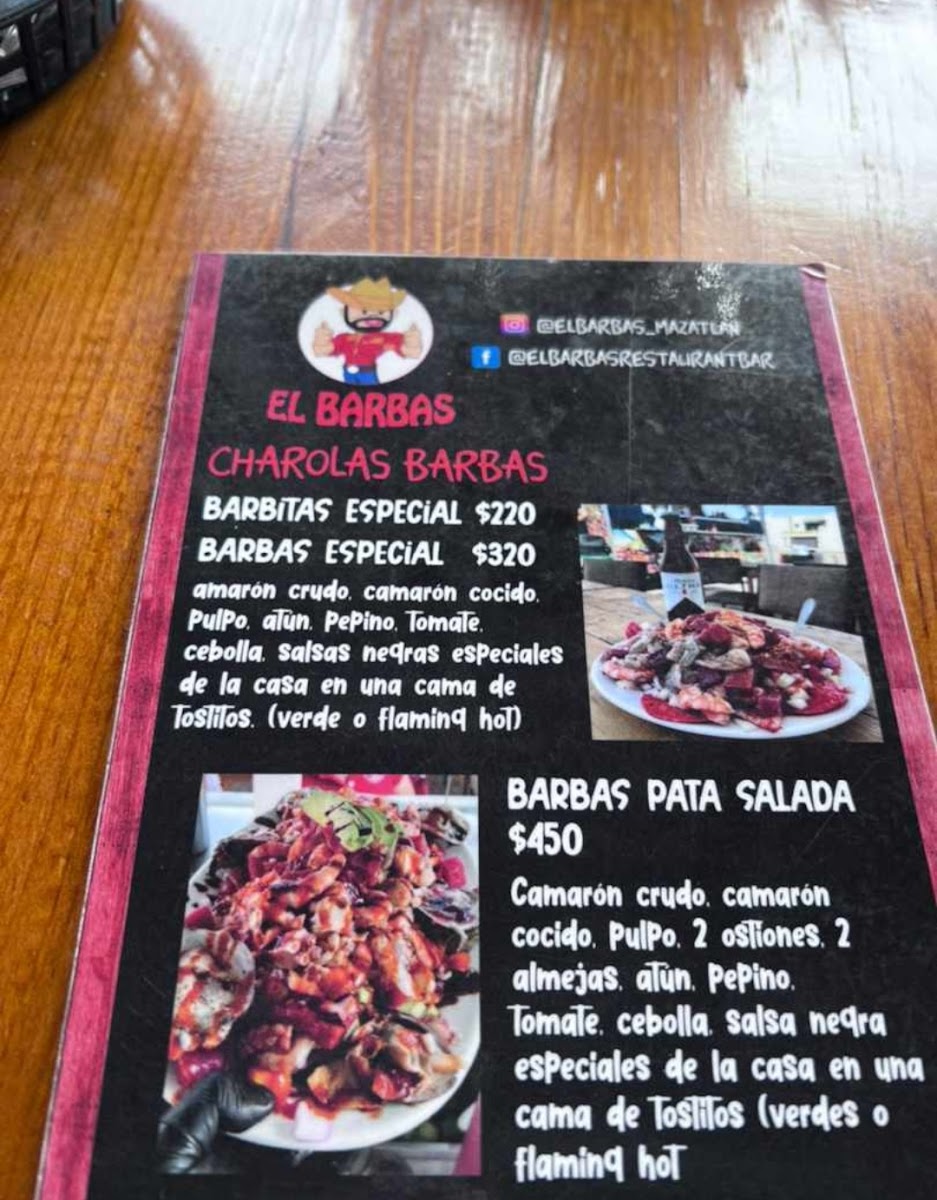 @ELBARBAS_MAZATLAN
@ELBARBASRESTAURANTBAR
EL BARBAS
CHAROLAS BARBAS
BARBITAS ESPECIAL $220
BARBAS ESPECIAL $320
amarón crudo, camarón cocido,
Pulpo, atún, Pepino, Tomate,
cebolla, salsas negras especiales
de la casa en una cama de
Tostitos. (verde o flaming hot)
BARBAS PATA SALADA
$450
Camarón crudo, camarón
cocido, Pulpo, 2 ostiones, 2
almejas, atún, Pepino,
Tomate, cebolla, salsa negra
especiales de la casa en una
cama de Tostitos (verdes o
flaming hot